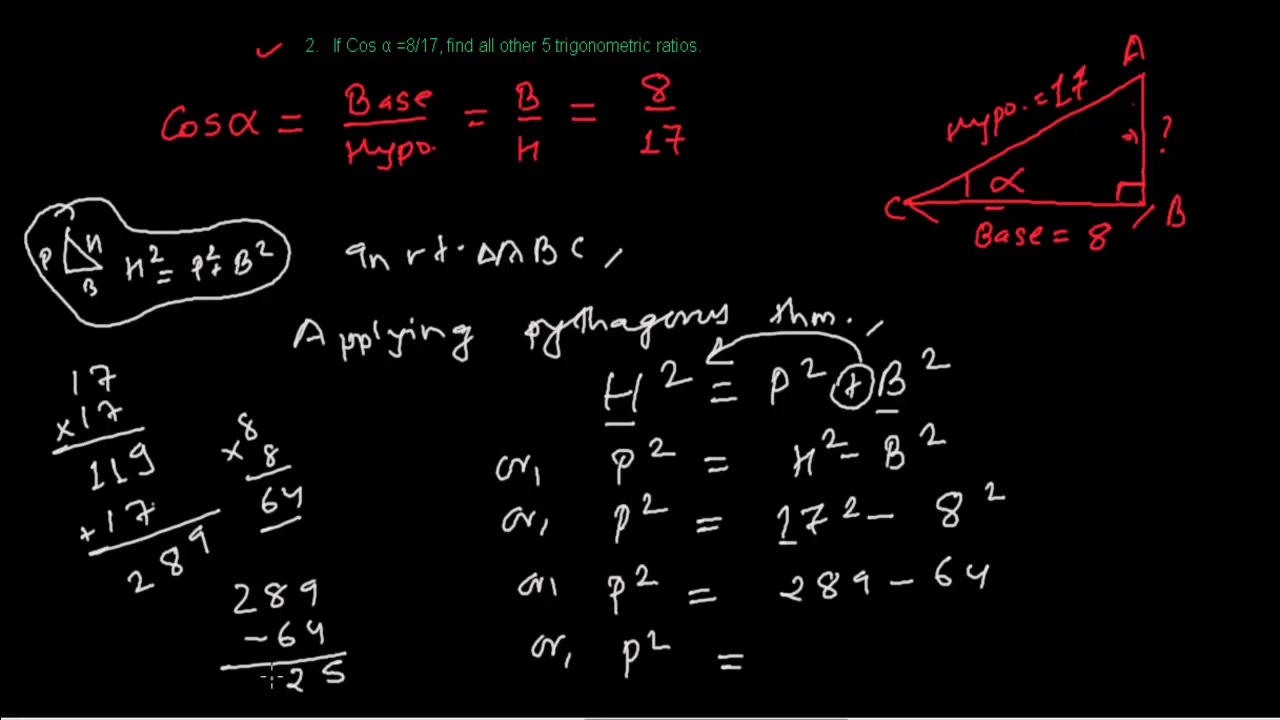 2. If Cos α =8/17, find all other 5 trigonometric ratios.
Cosα = Base/Hypo. = B/H = 8/17
A
Hypo. = 17
?
α
C
B
Base = 8
P H B H² = P² + B²
In rt. ΔABC,
Applying pythagorus thm.,
H² = P² + B²
or, P² = H² - B²
or, P² = 17² - 8²
or, P² = 289 - 64
or, P² =
17
×17
119
+17
289
8
×8
64
289
-64
25